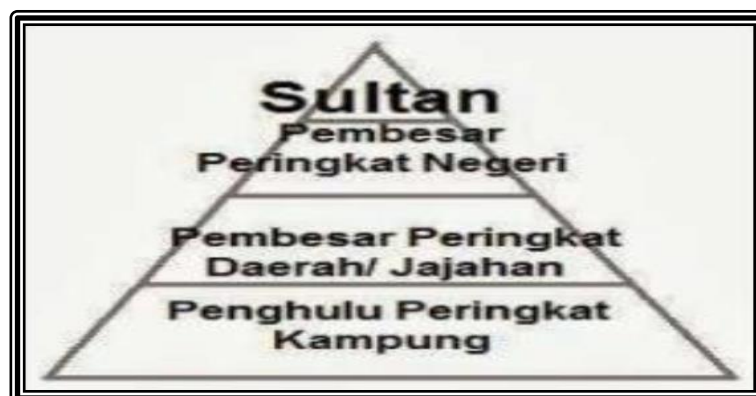 Sultan
Pembesar
Peringkat Negeri
Pembesar Peringkat
Daerah/ Jajahan
Penghulu Peringkat
Kampung